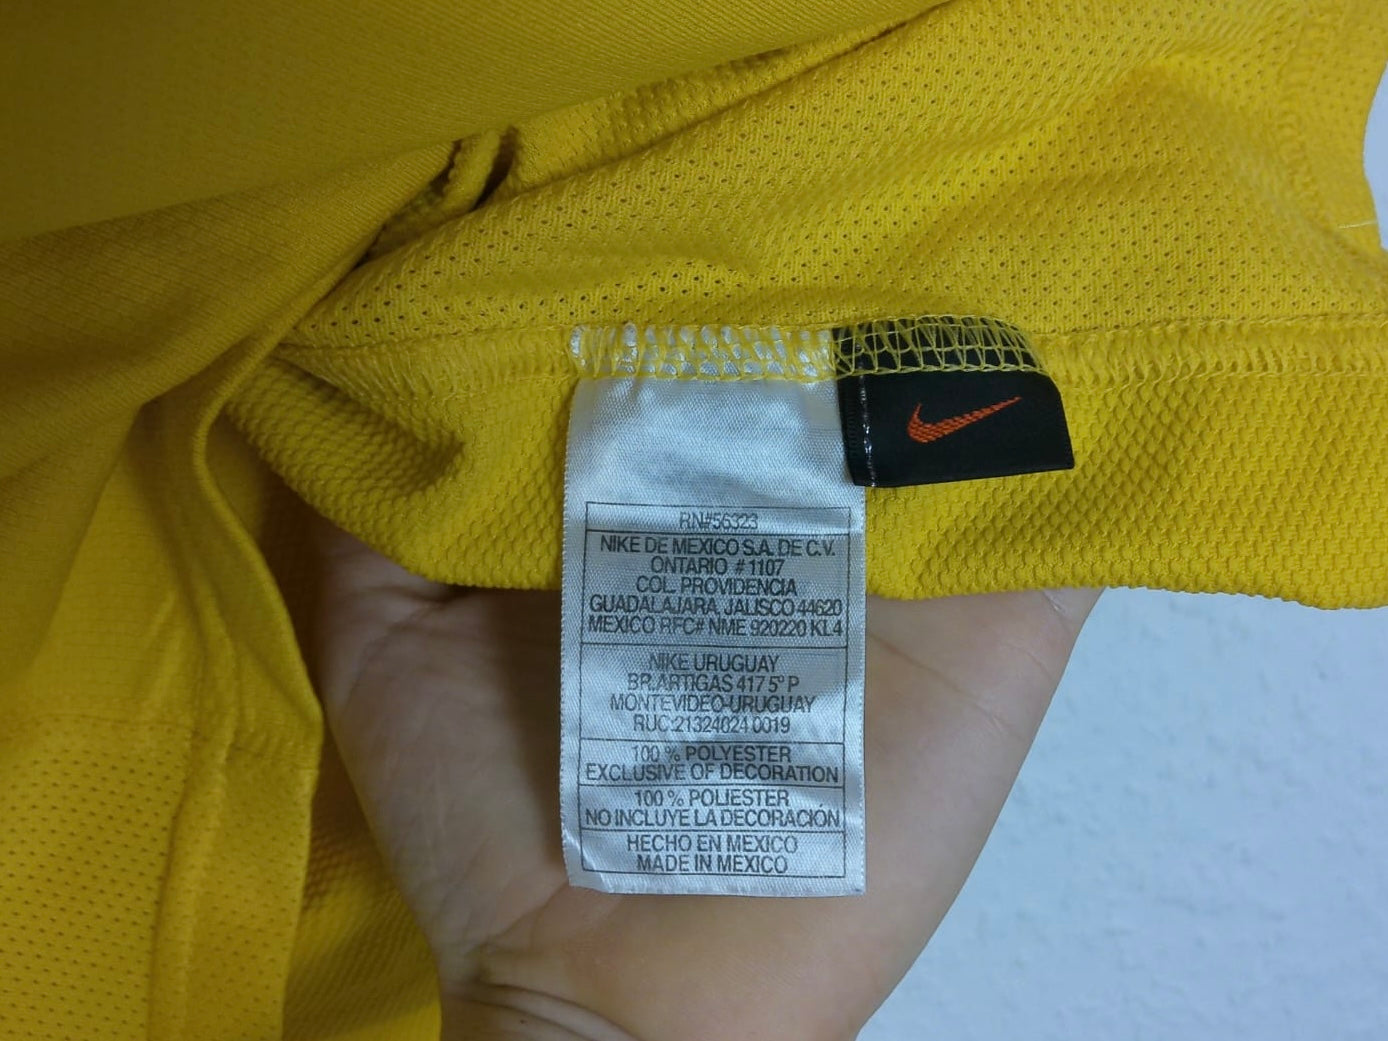 RN#56323
NIKE DE MEXICO S.A. DE C.V.
ONTARIO # 1107
COL. PROVIDENCIA
GUADALAJARA, JALISCO 44620
MEXICO RFC# NME 920220 KL4
NIKE URUGUAY
BR.ARTIGAS 417 5º P
MONTEVIDEO-URUGUAY
RUC:21324024 0019
100 % POLYESTER
EXCLUSIVE OF DECORATION
100 % POLIESTER
NO INCLUYE LA DECORACIÓN
HECHO EN MEXICO
MADE IN MEXICO